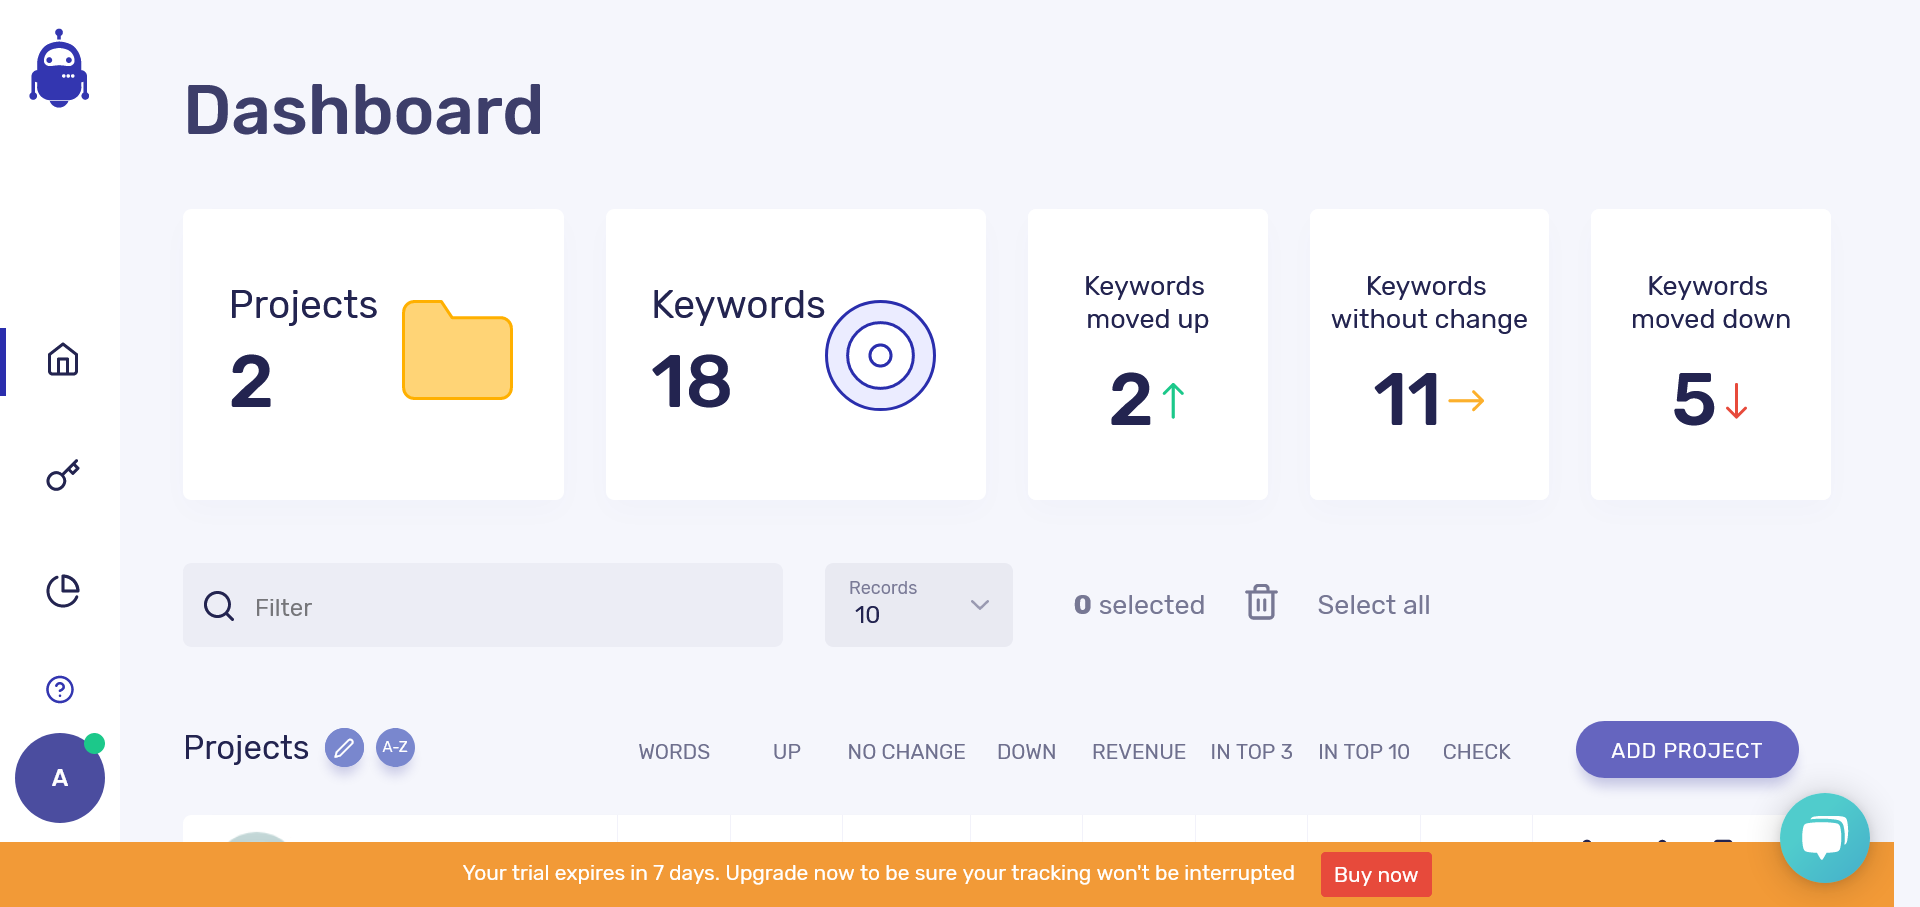 Dashboard
Projects
2
Keywords
18
Keywords
moved up
2
Keywords
without change
11
Keywords
moved down
5
Filter
Records
10
0 selected
Select all
Projects
A-Z
WORDS
UP
NO CHANGE
DOWN
REVENUE
IN TOP 3
IN TOP 10
CHECK
ADD PROJECT
A
Your trial expires in 7 days. Upgrade now to be sure your tracking won't be interrupted
Buy now